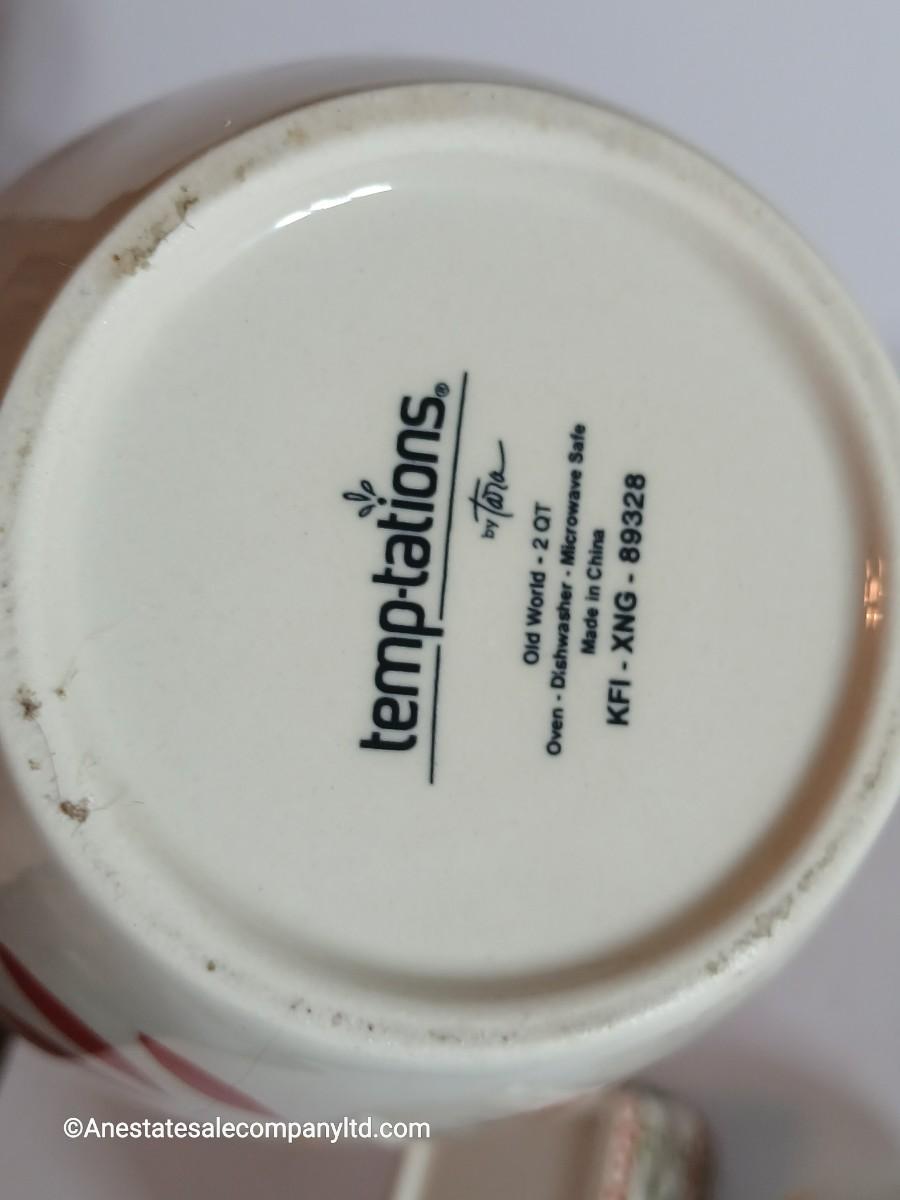 temp-tations®
by tara
Old World - 2 QT
Oven - Dishwasher - Microwave Safe
Made in China
KFI - XNG - 89328
©Anestatesalecompanyltd.com